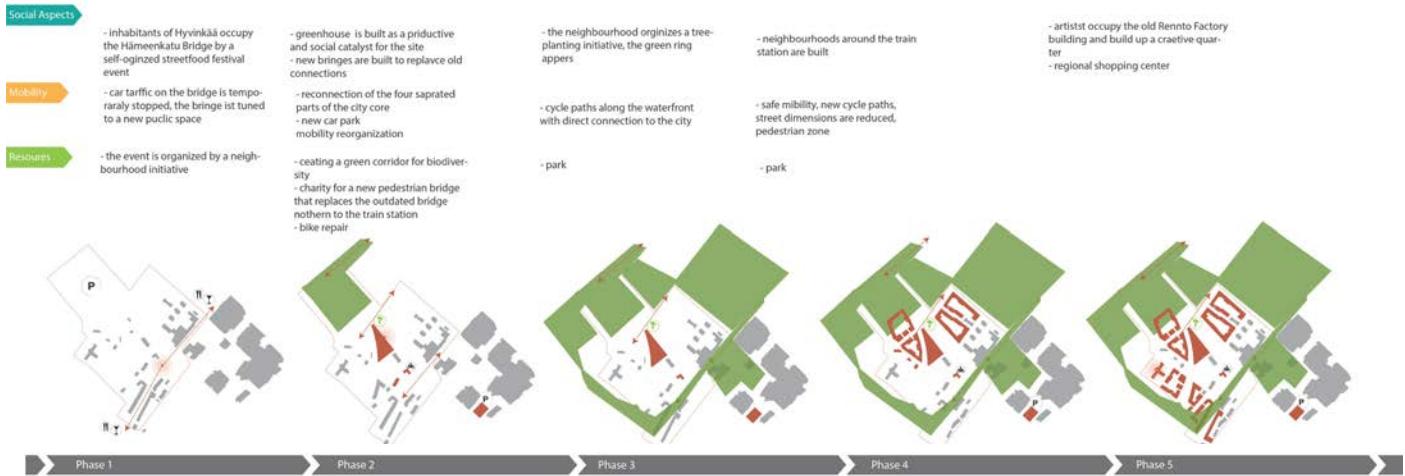 Social Aspects
- inhabitants of Hyvinkää occupy
the Hämeenkatu Bridge by a
self-oginzed streetfood festival
event
- greenhouse is built as a priductive
and social catalyst for the site
- new bringes are built to replavce old
connections
- the neighbourhood orginizes a tree-
planting initiative, the green ring
appers
- neighbourhoods around the train
station are built
- artistst occupy the old Rennto Factory
building and build up a craetive quar-
ter
- regional shopping center
Mobility
- car tarffic on the bridge is tempo-
raraly stopped, the bringe ist tuned
to a new puclic space
- reconnection of the four saprated
parts of the city core
- new car park
mobility reorganization
- cycle paths along the waterfront
with direct connection to the city
- safe mibility, new cycle paths,
street dimensions are reduced,
pedestrian zone
Resoures
- the event is organized by a neigh-
bourhood initiative
- ceating a green corridor for biodiver-
sity
- charity for a new pedestrian bridge
that replaces the outdated bridge
nothern to the train station
- bike repair
- park
- park
P
?
P
?
?
P
?
P
Phase 1
Phase 2
Phase 3
Phase 4
Phase 5